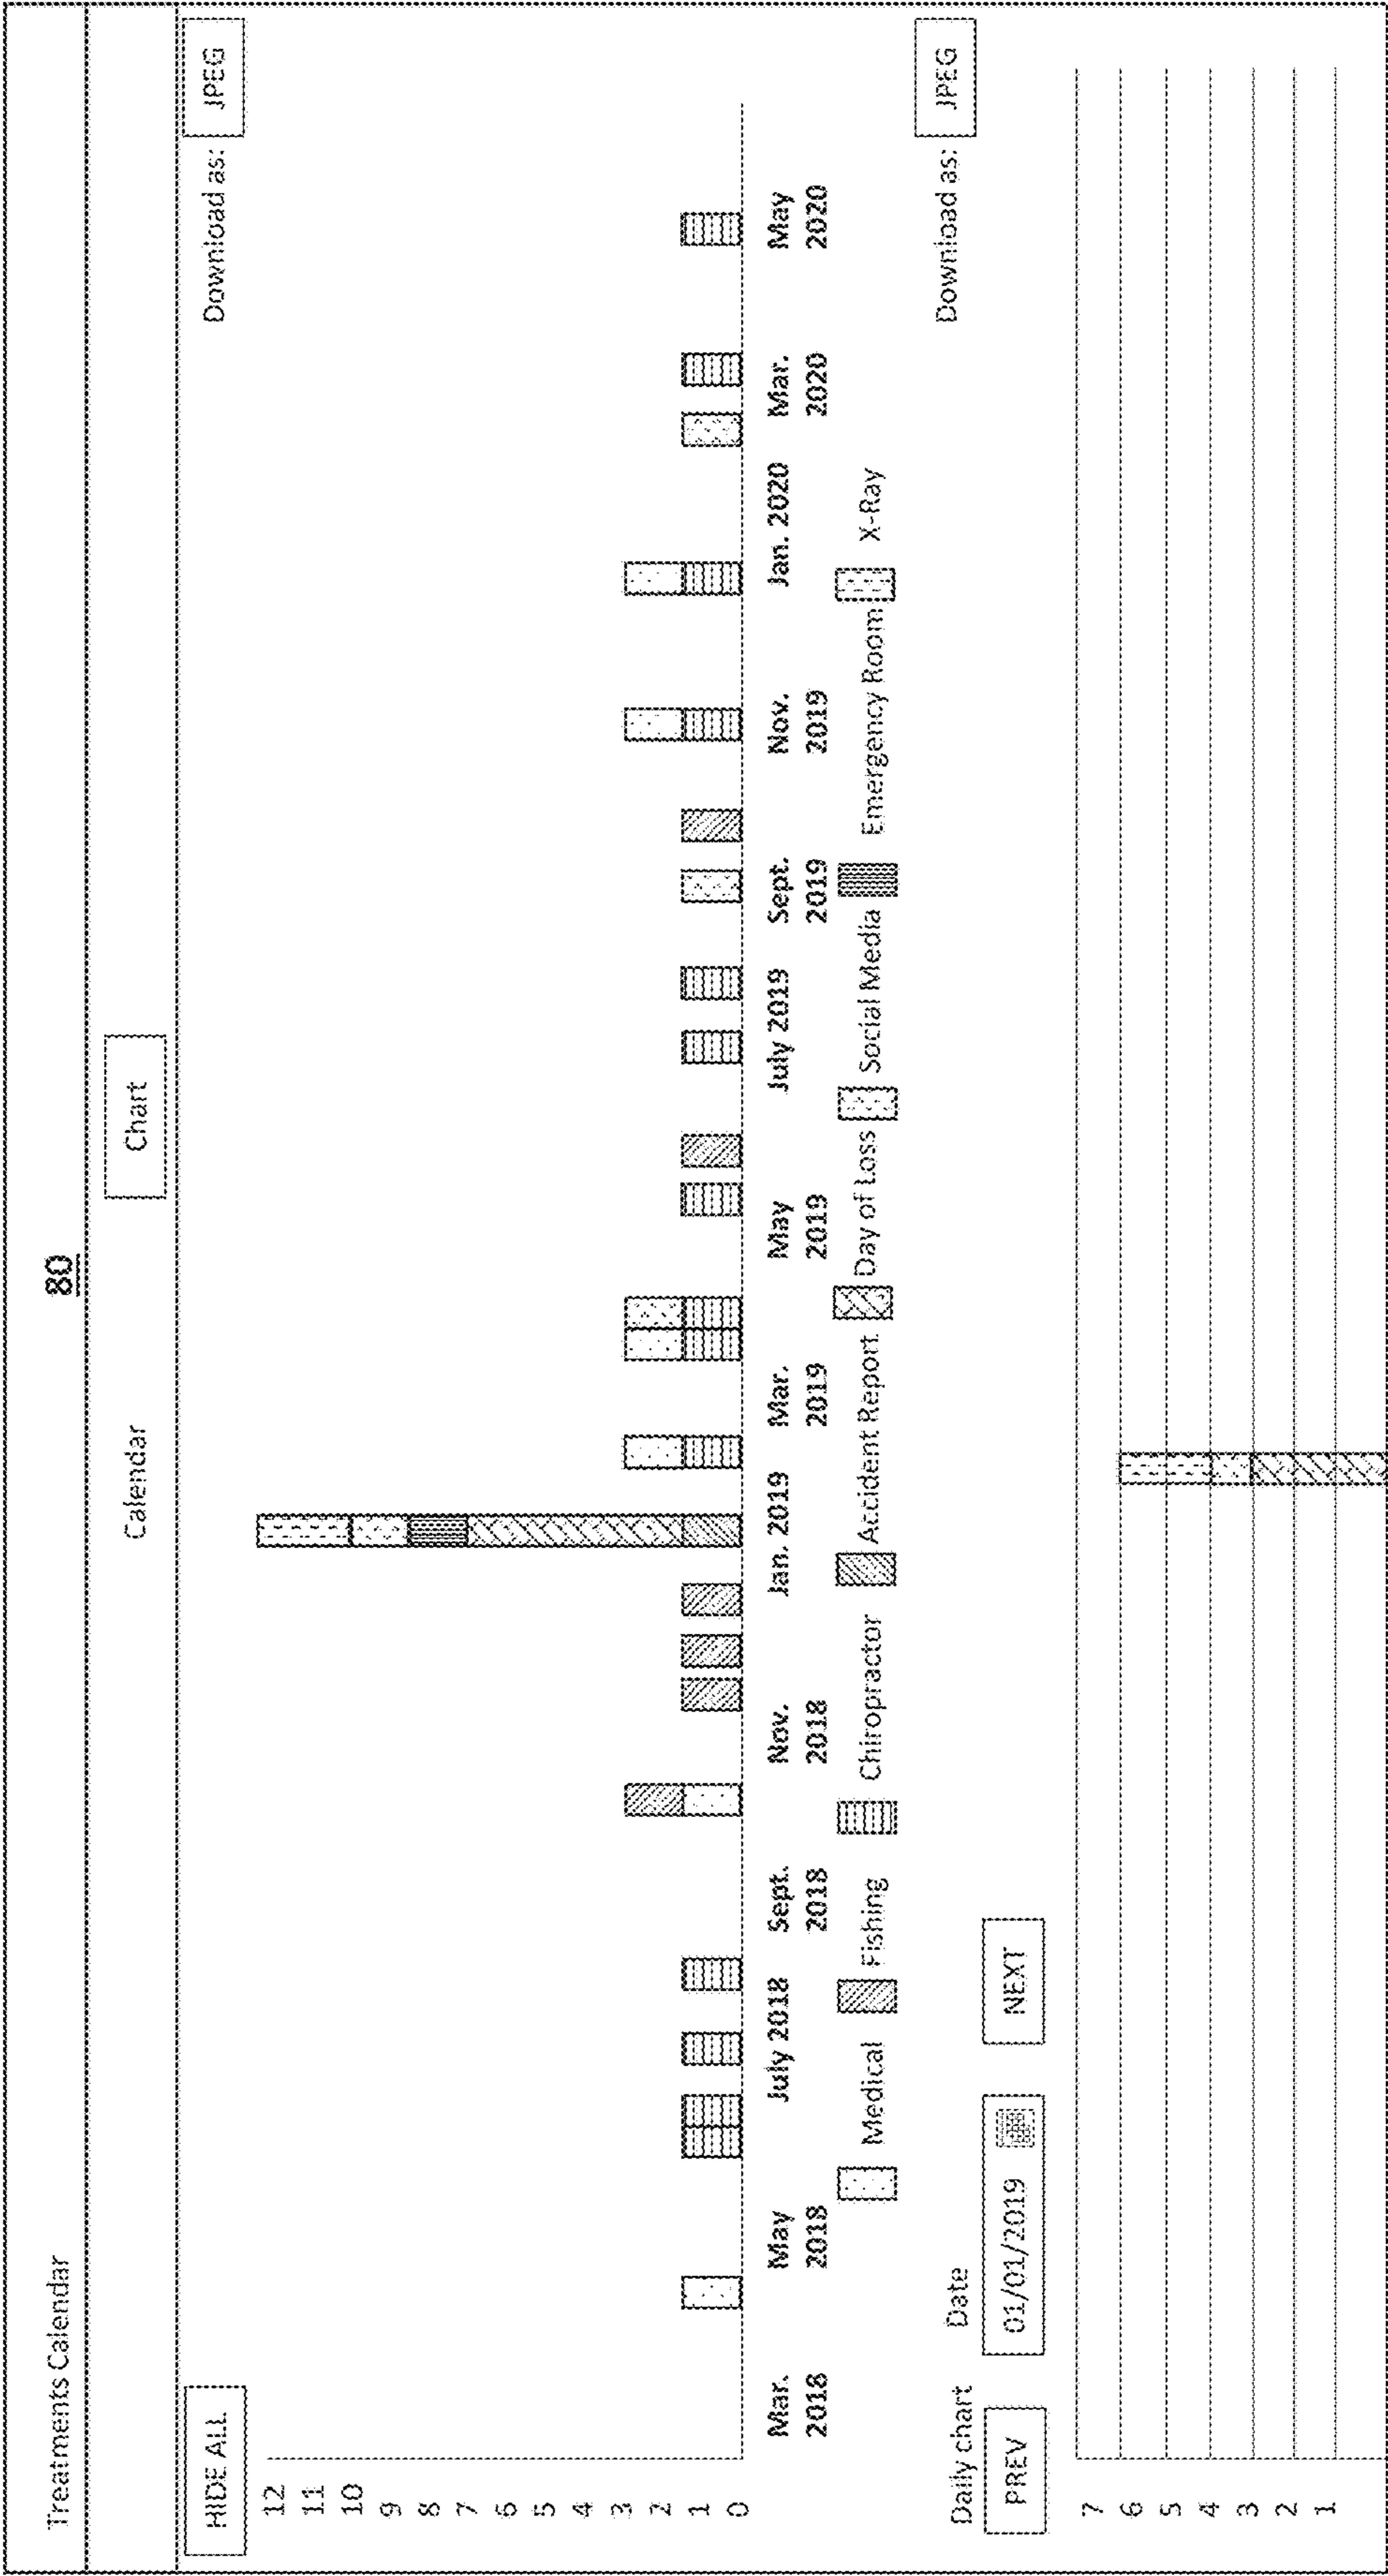 80
Treatments Calendar
Calendar
Chart
HIDE ALL
Download as:
JPEG
12
11
10
9
8
7
6
5
4
3
2
1
0
Mar. 2018
May 2018
July 2018
Sept. 2018
Nov. 2018
Jan. 2019
Mar. 2019
May 2019
July 2019
Sept. 2019
Nov. 2019
Jan. 2020
Mar. 2020
May 2020
Medical
Fishing
Chiropractor
Accident Report
Day of Loss
Social Media
Emergency Room
X-Ray
Daily chart
Date
Download as:
JPEG
PREV
01/01/2019
NEXT
7
6
5
4
3
2
1